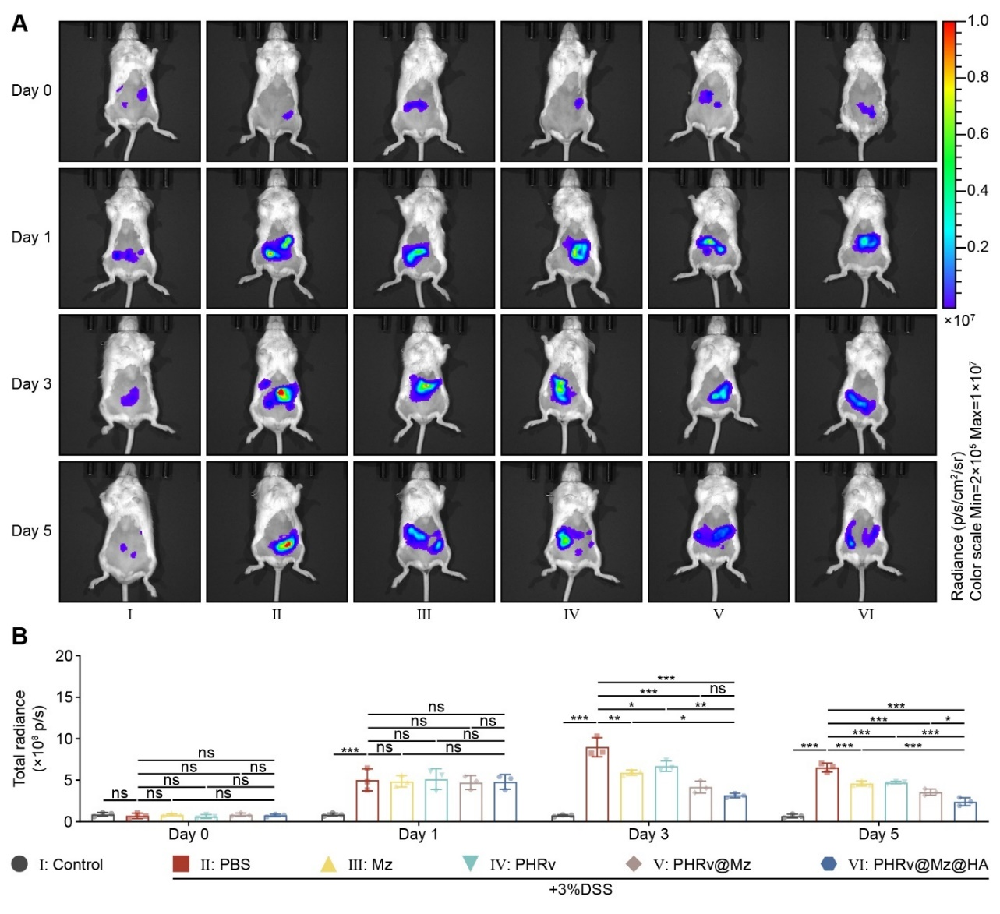 A
Day 0
Day 1
Day 3
Day 5
I II III IV V VI
1.0
0.8
0.6
0.4
0.2
×10⁷
Radiance (p/s/cm²/sr)
Color scale Min=2×10⁵ Max=1×10⁷
B
Total radiance
(×10⁸ p/s)
20
15
10
5
0
ns
ns ns
ns ns
ns ns ns
ns
ns ns
ns ns
*** ns ns
***
*** ns
* **
*** ** *
***
*** *
*** ***
*** *** ***
Day 0 Day 1 Day 3 Day 5
I: Control II: PBS III: Mz IV: PHRv V: PHRv@Mz VI: PHRv@Mz@HA
+3%DSS